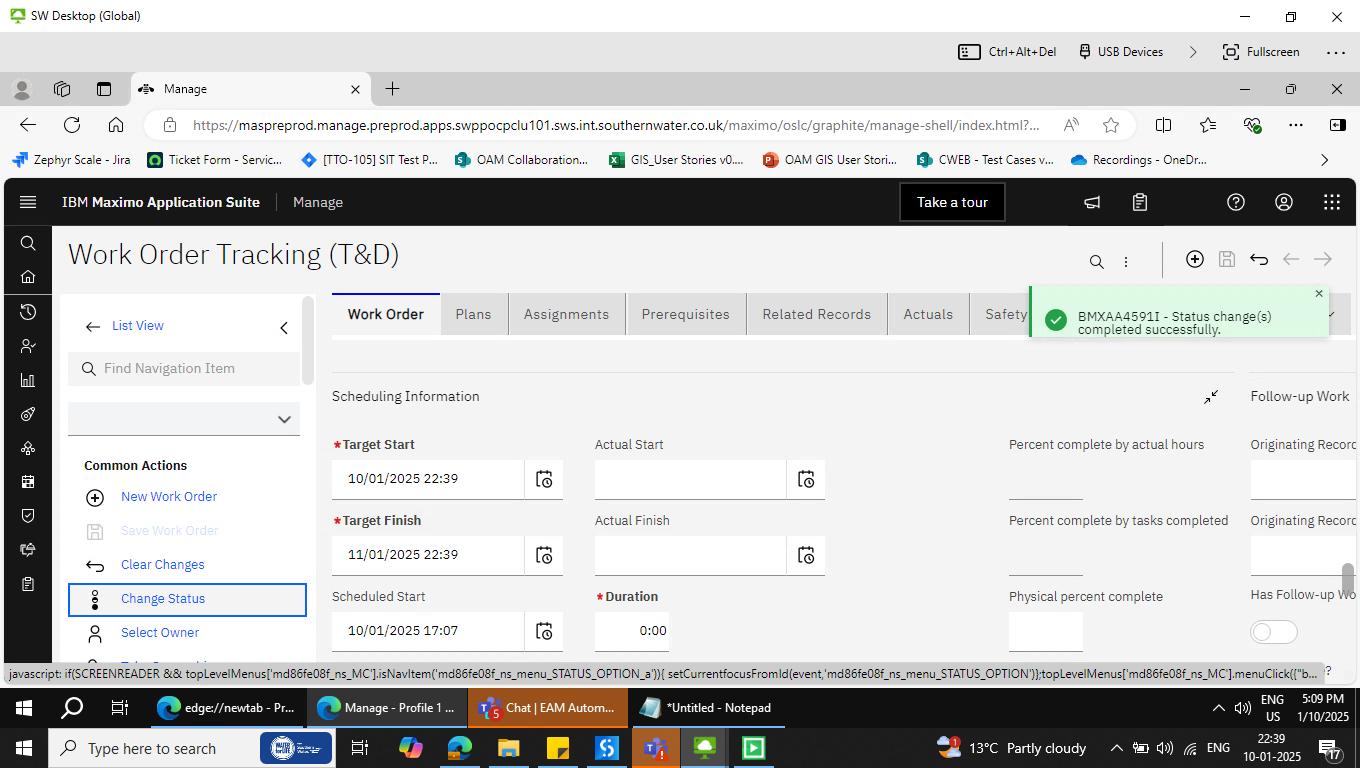 SW Desktop (Global)
Ctrl+Alt+Del USB Devices Fullscreen
Manage
https://maspreprod.manage.preprod.apps.swppocpclu101.sws.int.southernwater.co.uk/maximo/oslc/graphite/manage-shell/index.html?...
Zephyr Scale - Jira Ticket Form - Servic... [TTO-105] SIT Test P... OAM Collaboration... GIS_User Stories v0.... OAM GIS User Stori... CWEB - Test Cases v... Recordings - OneDr...
IBM Maximo Application Suite Manage Take a tour
Work Order Tracking (T&D)
List View
Find Navigation Item
Common Actions
New Work Order
Save Work Order
Clear Changes
Change Status
Select Owner
Work Order Plans Assignments Prerequisites Related Records Actuals Safety
BMXAA4591I - Status change(s)
completed successfully.
Scheduling Information Follow-up Work
*Target Start Actual Start Percent complete by actual hours Originating Record
10/01/2025 22:39
*Target Finish Actual Finish Percent complete by tasks completed Originating Record
11/01/2025 22:39
Scheduled Start *Duration Physical percent complete Has Follow-up Wo
10/01/2025 17:07 0:00
javascript: if(SCREENREADER && topLevelMenus['md86fe08f_ns_MC'].isNavItem('md86fe08f_ns_menu_STATUS_OPTION_a')){ setCurrentfocusFromId(event,'md86fe08f_ns_menu_STATUS_OPTION')};topLevelMenus['md86fe08f_ns_MC'].menuClick({"b... ?
edge://newtab - Pr... Manage - Profile 1 ... 5 Chat | EAM Autom... *Untitled - Notepad ENG
US 5:09 PM
1/10/2025
Type here to search 1 13°C Partly cloudy ENG 22:39
10-01-2025 17